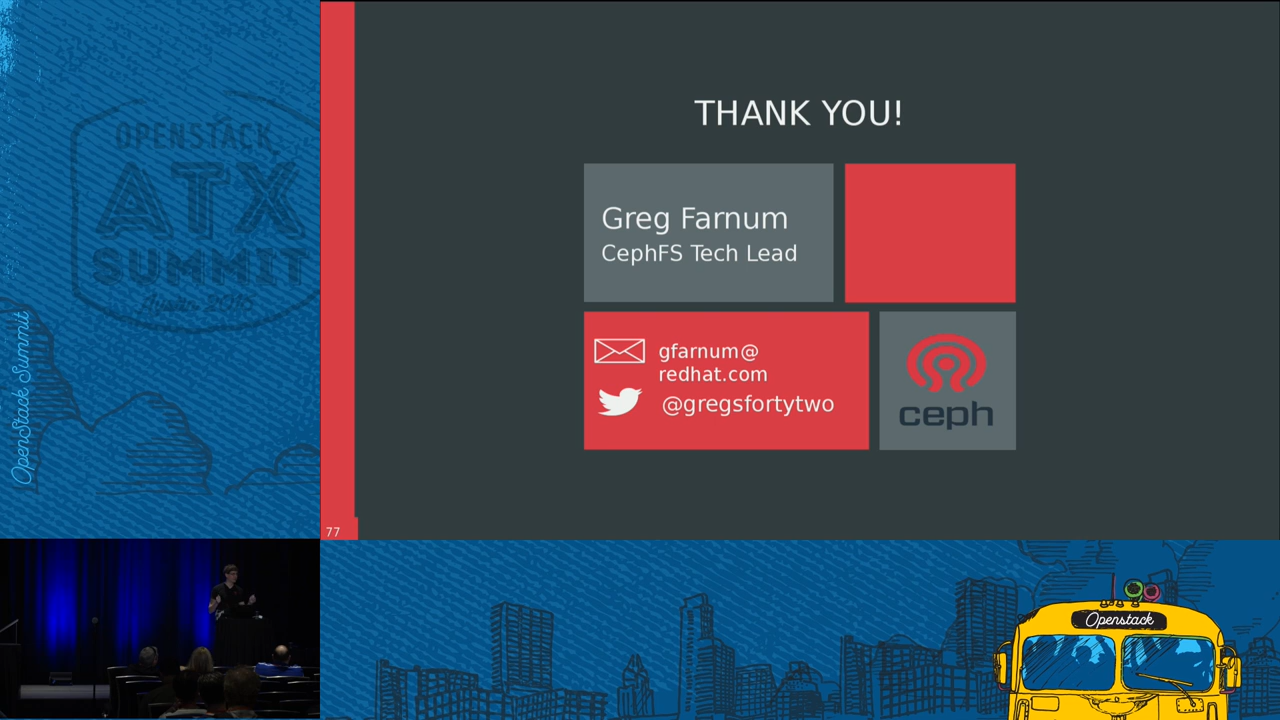 OPENSTACK
ATX
SUMMIT
Austin 2016
OpenStack Summit
THANK YOU!
Greg Farnum
CephFS Tech Lead
gfarnum@
redhat.com
@gregsfortytwo
ceph
77
Openstack